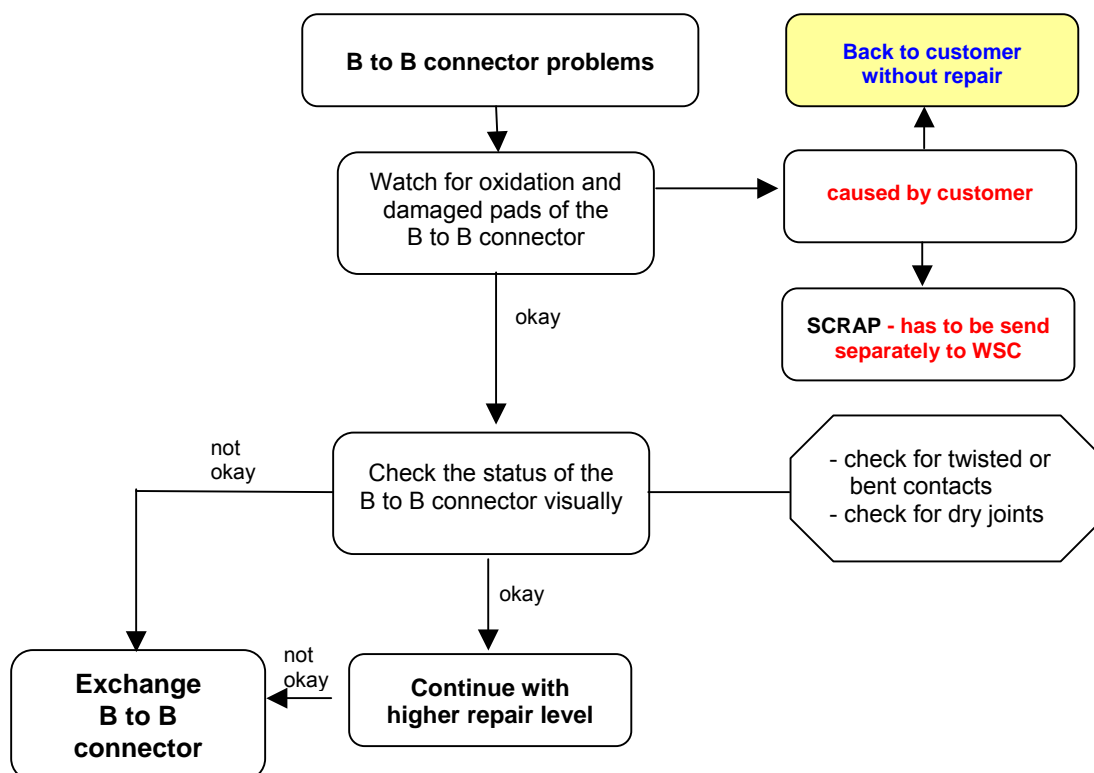 B to B connector problems
Back to customer
without repair
Watch for oxidation and
damaged pads of the
B to B connector
caused by customer
okay
SCRAP - has to be send
separately to WSC
not
okay
Check the status of the
B to B connector visually
- check for twisted or
bent contacts
- check for dry joints
okay
Exchange
B to B
connector
not
okay
Continue with
higher repair level